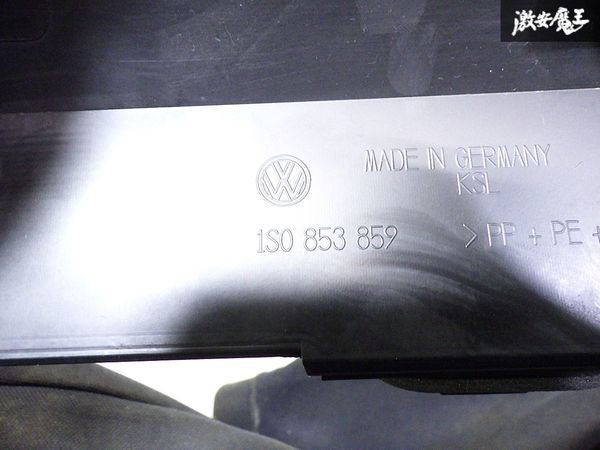 激安魔王
MADE IN GERMANY
KSL
1S0 853 859 >PP + PE +